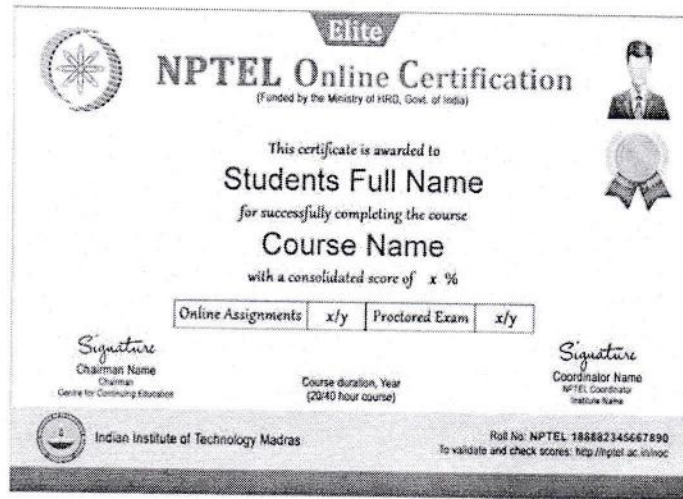 Elite
NPTEL Online Certification
(Funded by the Ministry of HRD, Govt. of India)
This certificate is awarded to
Students Full Name
for successfully completing the course
Course Name
with a consolidated score of x %
Online Assignments x/y Proctored Exam x/y
Signature
Chairman Name
Chairman
Centre for Continuing Education
Course duration, Year
(20/40 hour course)
Signature
Coordinator Name
NPTEL Coordinator
Institute Name
Indian Institute of Technology Madras
Roll No: NPTEL 188882345667890
To validate and check scores: http://nptel.ac.in/noc